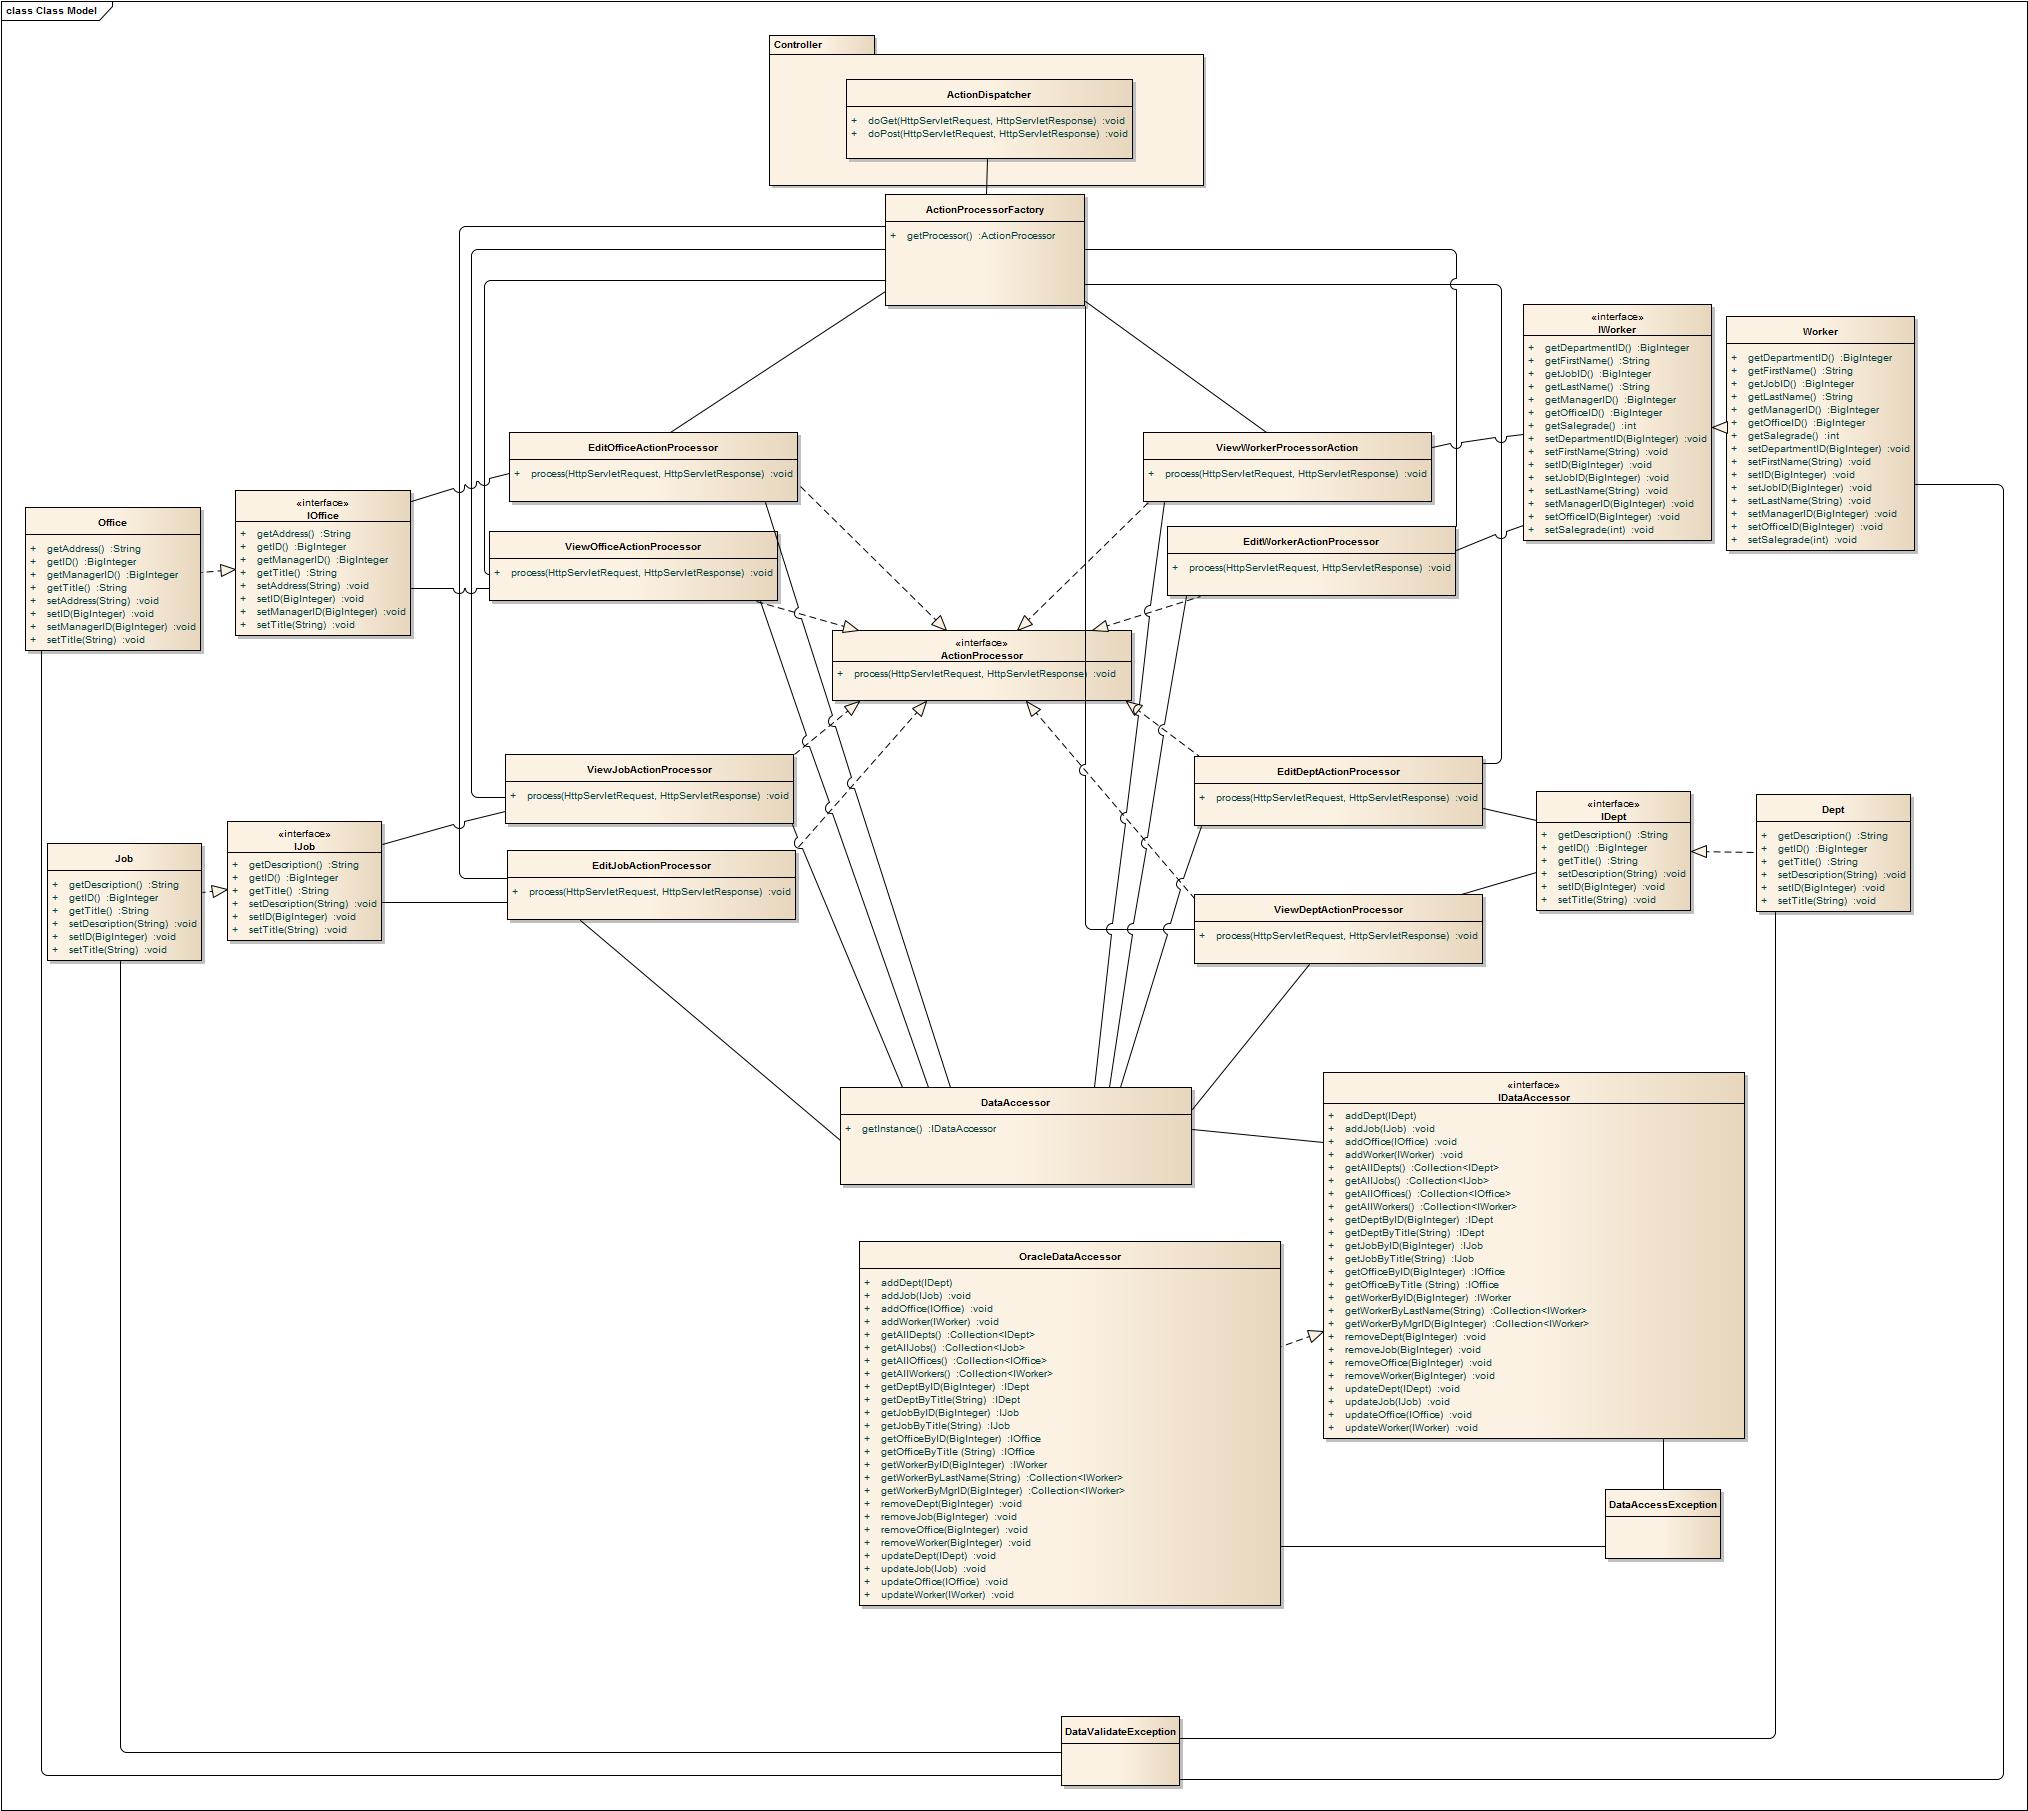 class Class Model
Controller
ActionDispatcher
+ doGet(HttpServletRequest, HttpServletResponse) :void
+ doPost(HttpServletRequest, HttpServletResponse) :void
ActionProcessorFactory
+ getProcessor() :ActionProcessor
«interface»
IWorker
+ getDepartmentID() :BigInteger
+ getFirstName() :String
+ getJobID() :BigInteger
+ getLastName() :String
+ getManagerID() :BigInteger
+ getOfficeID() :BigInteger
+ getSalegrade() :int
+ setDepartmentID(BigInteger) :void
+ setFirstName(String) :void
+ setID(BigInteger) :void
+ setJobID(BigInteger) :void
+ setLastName(String) :void
+ setManagerID(BigInteger) :void
+ setOfficeID(BigInteger) :void
+ setSalegrade(int) :void
Worker
+ getDepartmentID() :BigInteger
+ getFirstName() :String
+ getJobID() :BigInteger
+ getLastName() :String
+ getManagerID() :BigInteger
+ getOfficeID() :BigInteger
+ getSalegrade() :int
+ setDepartmentID(BigInteger) :void
+ setFirstName(String) :void
+ setID(BigInteger) :void
+ setJobID(BigInteger) :void
+ setLastName(String) :void
+ setManagerID(BigInteger) :void
+ setOfficeID(BigInteger) :void
+ setSalegrade(int) :void
EditOfficeActionProcessor
+ process(HttpServletRequest, HttpServletResponse) :void
ViewWorkerProcessorAction
+ process(HttpServletRequest, HttpServletResponse) :void
Office
+ getAddress() :String
+ getID() :BigInteger
+ getManagerID() :BigInteger
+ getTitle() :String
+ setAddress(String) :void
+ setID(BigInteger) :void
+ setManagerID(BigInteger) :void
+ setTitle(String) :void
«interface»
IOffice
+ getAddress() :String
+ getID() :BigInteger
+ getManagerID() :BigInteger
+ getTitle() :String
+ setAddress(String) :void
+ setID(BigInteger) :void
+ setManagerID(BigInteger) :void
+ setTitle(String) :void
ViewOfficeActionProcessor
+ process(HttpServletRequest, HttpServletResponse) :void
EditWorkerActionProcessor
+ process(HttpServletRequest, HttpServletResponse) :void
«interface»
ActionProcessor
+ process(HttpServletRequest, HttpServletResponse) :void
ViewJobActionProcessor
+ process(HttpServletRequest, HttpServletResponse) :void
EditDeptActionProcessor
+ process(HttpServletRequest, HttpServletResponse) :void
Job
+ getDescription() :String
+ getID() :BigInteger
+ getTitle() :String
+ setDescription(String) :void
+ setID(BigInteger) :void
+ setTitle(String) :void
«interface»
IJob
+ getDescription() :String
+ getID() :BigInteger
+ getTitle() :String
+ setDescription(String) :void
+ setID(BigInteger) :void
+ setTitle(String) :void
EditJobActionProcessor
+ process(HttpServletRequest, HttpServletResponse) :void
ViewDeptActionProcessor
+ process(HttpServletRequest, HttpServletResponse) :void
«interface»
IDept
+ getDescription() :String
+ getID() :BigInteger
+ getTitle() :String
+ setDescription(String) :void
+ setID(BigInteger) :void
+ setTitle(String) :void
Dept
+ getDescription() :String
+ getID() :BigInteger
+ getTitle() :String
+ setDescription(String) :void
+ setID(BigInteger) :void
+ setTitle(String) :void
DataAccessor
+ getInstance() :IDataAccessor
«interface»
IDataAccessor
+ addDept(IDept)
+ addJob(IJob) :void
+ addOffice(IOffice) :void
+ addWorker(IWorker) :void
+ getAllDepts() :Collection<IDept>
+ getAllJobs() :Collection<IJob>
+ getAllOffices() :Collection<IOffice>
+ getAllWorkers() :Collection<IWorker>
+ getDeptByID(BigInteger) :IDept
+ getDeptByTitle(String) :IDept
+ getJobByID(BigInteger) :IJob
+ getJobByTitle(String) :IJob
+ getOfficeByID(BigInteger) :IOffice
+ getOfficeByTitle (String) :IOffice
+ getWorkerByID(BigInteger) :IWorker
+ getWorkerByLastName(String) :Collection<IWorker>
+ getWorkerByMgrID(BigInteger) :Collection<IWorker>
+ removeDept(BigInteger) :void
+ removeJob(BigInteger) :void
+ removeOffice(BigInteger) :void
+ removeWorker(BigInteger) :void
+ updateDept(IDept) :void
+ updateJob(IJob) :void
+ updateOffice(IOffice) :void
+ updateWorker(IWorker) :void
OracleDataAccessor
+ addDept(IDept)
+ addJob(IJob) :void
+ addOffice(IOffice) :void
+ addWorker(IWorker) :void
+ getAllDepts() :Collection<IDept>
+ getAllJobs() :Collection<IJob>
+ getAllOffices() :Collection<IOffice>
+ getAllWorkers() :Collection<IWorker>
+ getDeptByID(BigInteger) :IDept
+ getDeptByTitle(String) :IDept
+ getJobByID(BigInteger) :IJob
+ getJobByTitle(String) :IJob
+ getOfficeByID(BigInteger) :IOffice
+ getOfficeByTitle (String) :IOffice
+ getWorkerByID(BigInteger) :IWorker
+ getWorkerByLastName(String) :Collection<IWorker>
+ getWorkerByMgrID(BigInteger) :Collection<IWorker>
+ removeDept(BigInteger) :void
+ removeJob(BigInteger) :void
+ removeOffice(BigInteger) :void
+ removeWorker(BigInteger) :void
+ updateDept(IDept) :void
+ updateJob(IJob) :void
+ updateOffice(IOffice) :void
+ updateWorker(IWorker) :void
DataAccessException
DataValidateException